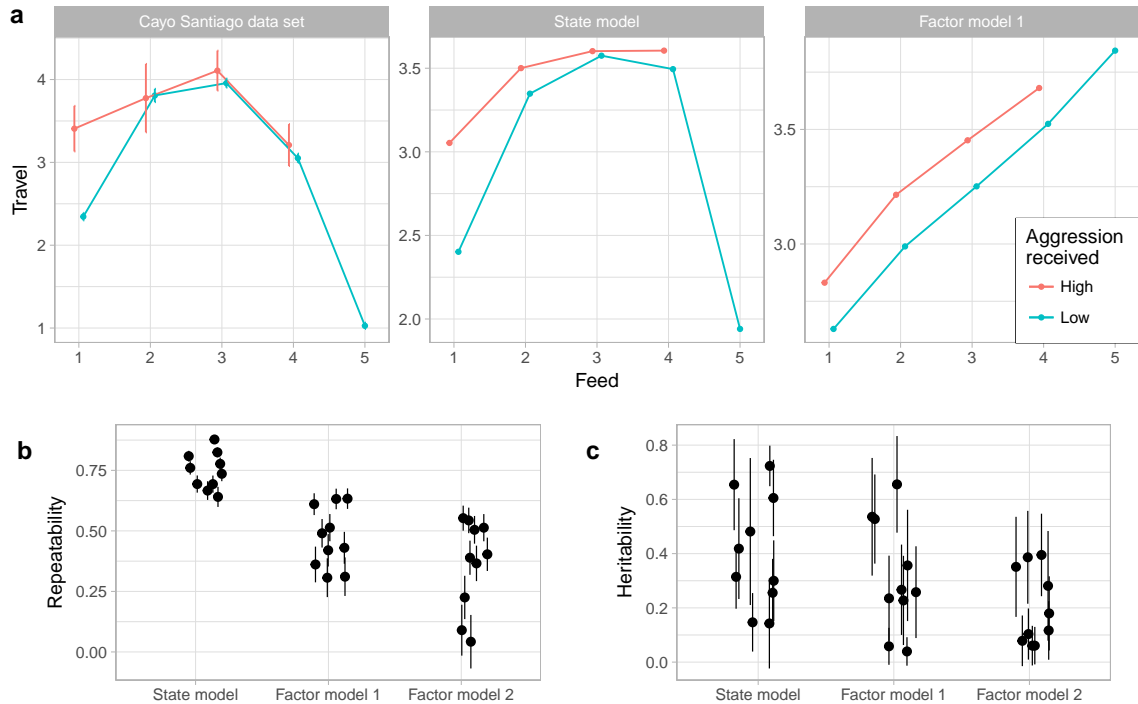 a
Cayo Santiago data set
State model
Factor model 1
Travel
4
3
2
1
3.5
3.0
2.5
2.0
3.5
3.0
1 2 3 4 5
1 2 3 4 5
1 2 3 4 5
Feed
Aggression
received
High
Low
b
Repeatability
0.75
0.50
0.25
0.00
State model Factor model 1 Factor model 2
c
Heritability
0.8
0.6
0.4
0.2
0.0
State model Factor model 1 Factor model 2